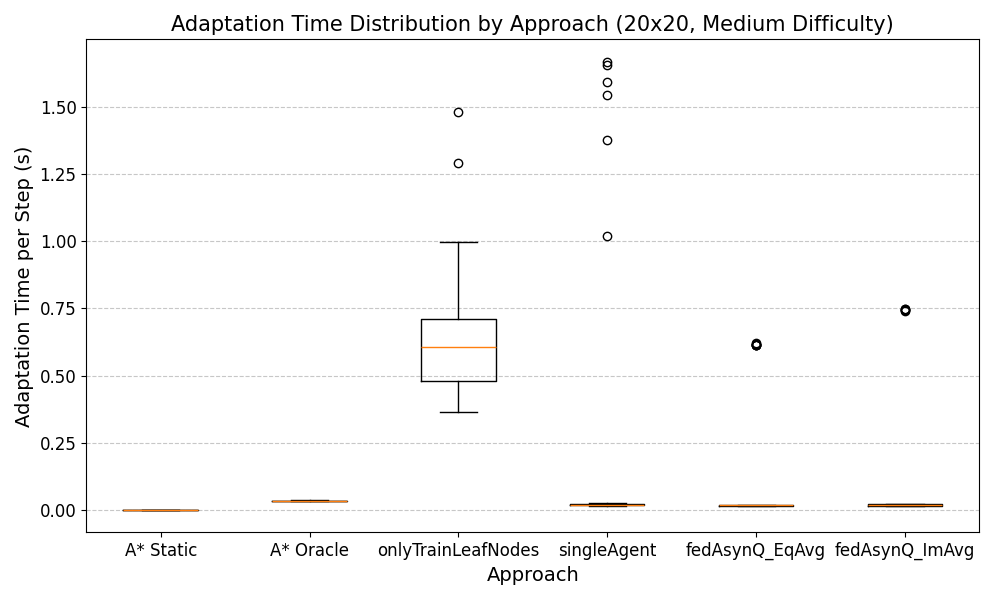 Adaptation Time Distribution by Approach (20x20, Medium Difficulty)
Adaptation Time per Step (s)
1.50
1.25
1.00
0.75
0.50
0.25
0.00
A* Static A* Oracle onlyTrainLeafNodes singleAgent fedAsynQ_EqAvg fedAsynQ_ImAvg
Approach